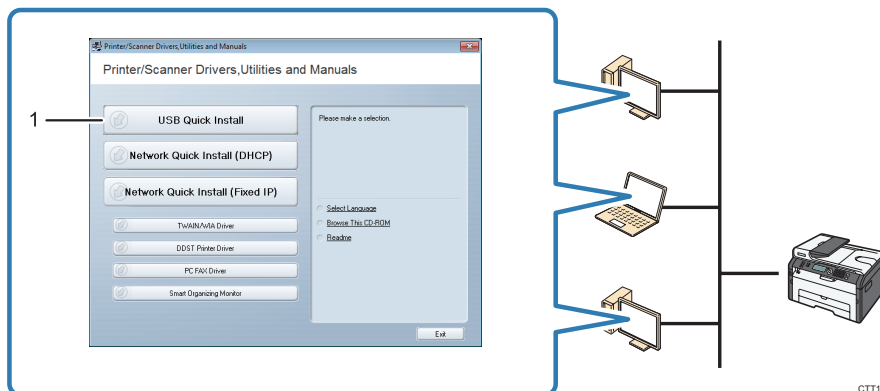 Printer/Scanner Drivers,Utilities and Manuals
Printer/Scanner Drivers,Utilities and Manuals
1
USB Quick Install
Network Quick Install (DHCP)
Network Quick Install (Fixed IP)
TWAIN/WIA Driver
DDST Printer Driver
PC FAX Driver
Smart Organizing Monitor
Please make a selection.
Select Language
Browse This CD-ROM
Readme
Exit